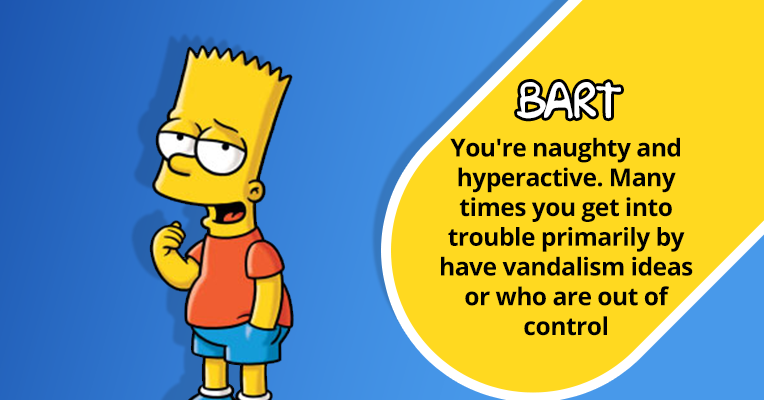 BART
You're naughty and
hyperactive. Many
times you get into
trouble primarily by
have vandalism ideas
or who are out of
control